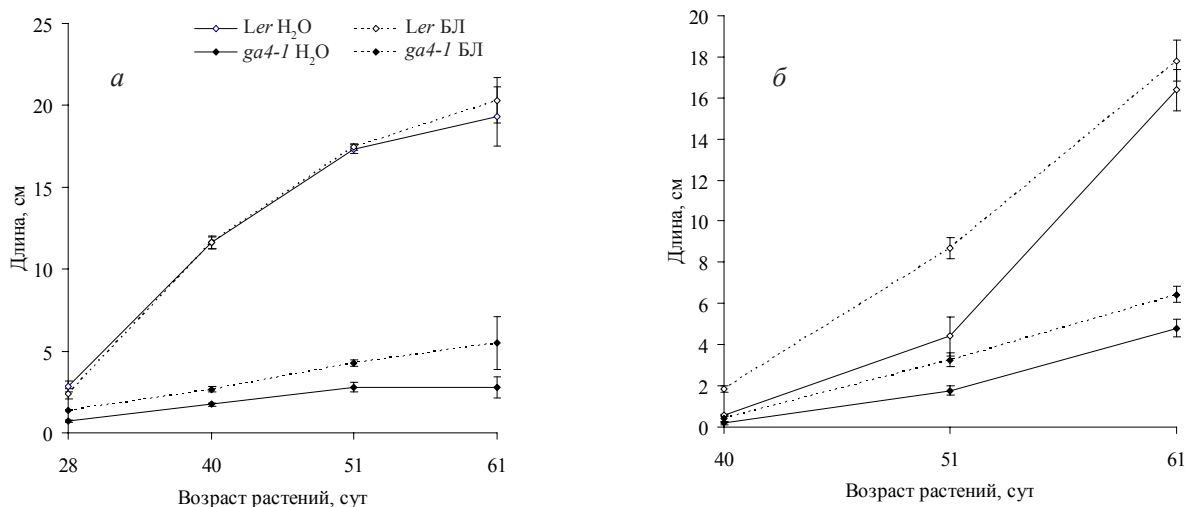 Ler H₂O
Ler БЛ
ga4-1 H₂O
ga4-1 БЛ
а
25
20
15
10
5
0
Длина, см
28 40 51 61
Возраст растений, сут
б
20
18
16
14
12
10
8
6
4
2
0
Длина, см
40 51 61
Возраст растений, сут